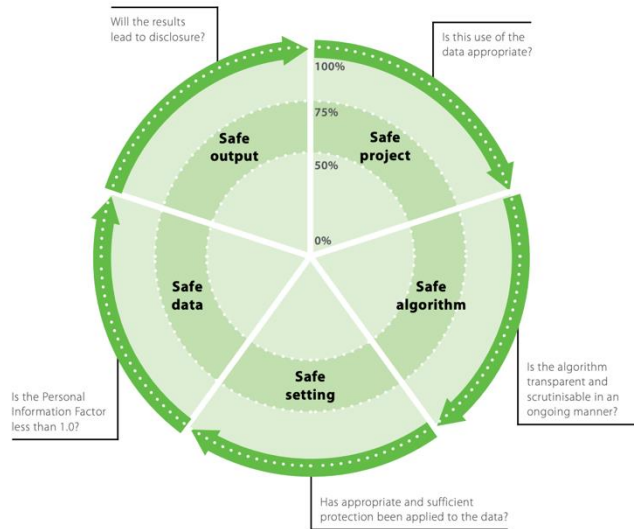 Will the results
lead to disclosure?
Is this use of the
data appropriate?
100%
75%
50%
0%
Safe
output
Safe
project
Safe
data
Safe
algorithm
Safe
setting
Is the Personal
Information Factor
less than 1.0?
Is the algorithm
transparent and
scrutinisable in an
ongoing manner?
Has appropriate and sufficient
protection been applied to the data?